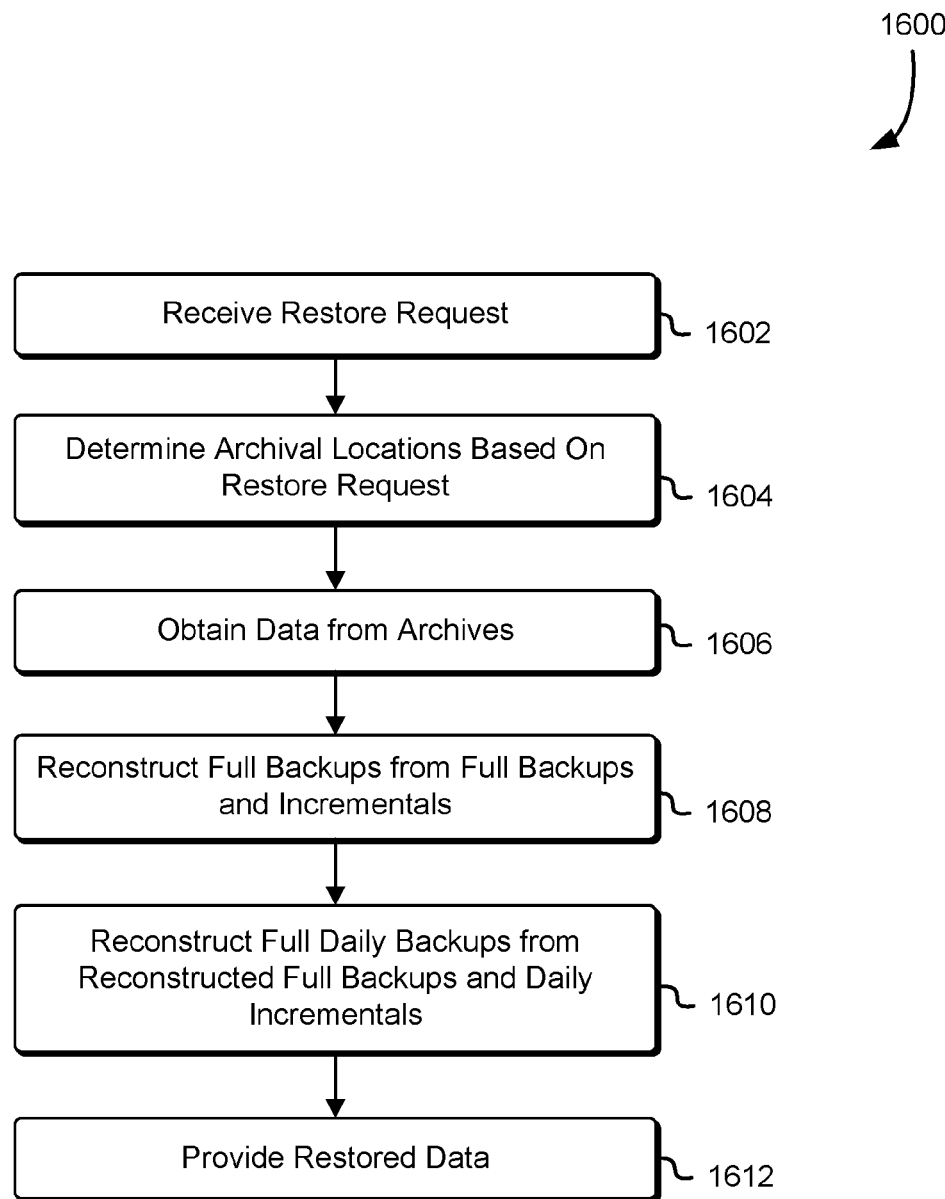 1600
Receive Restore Request
1602
Determine Archival Locations Based On
Restore Request
1604
Obtain Data from Archives
1606
Reconstruct Full Backups from Full Backups
and Incrementals
1608
Reconstruct Full Daily Backups from
Reconstructed Full Backups and Daily
Incrementals
1610
Provide Restored Data
1612